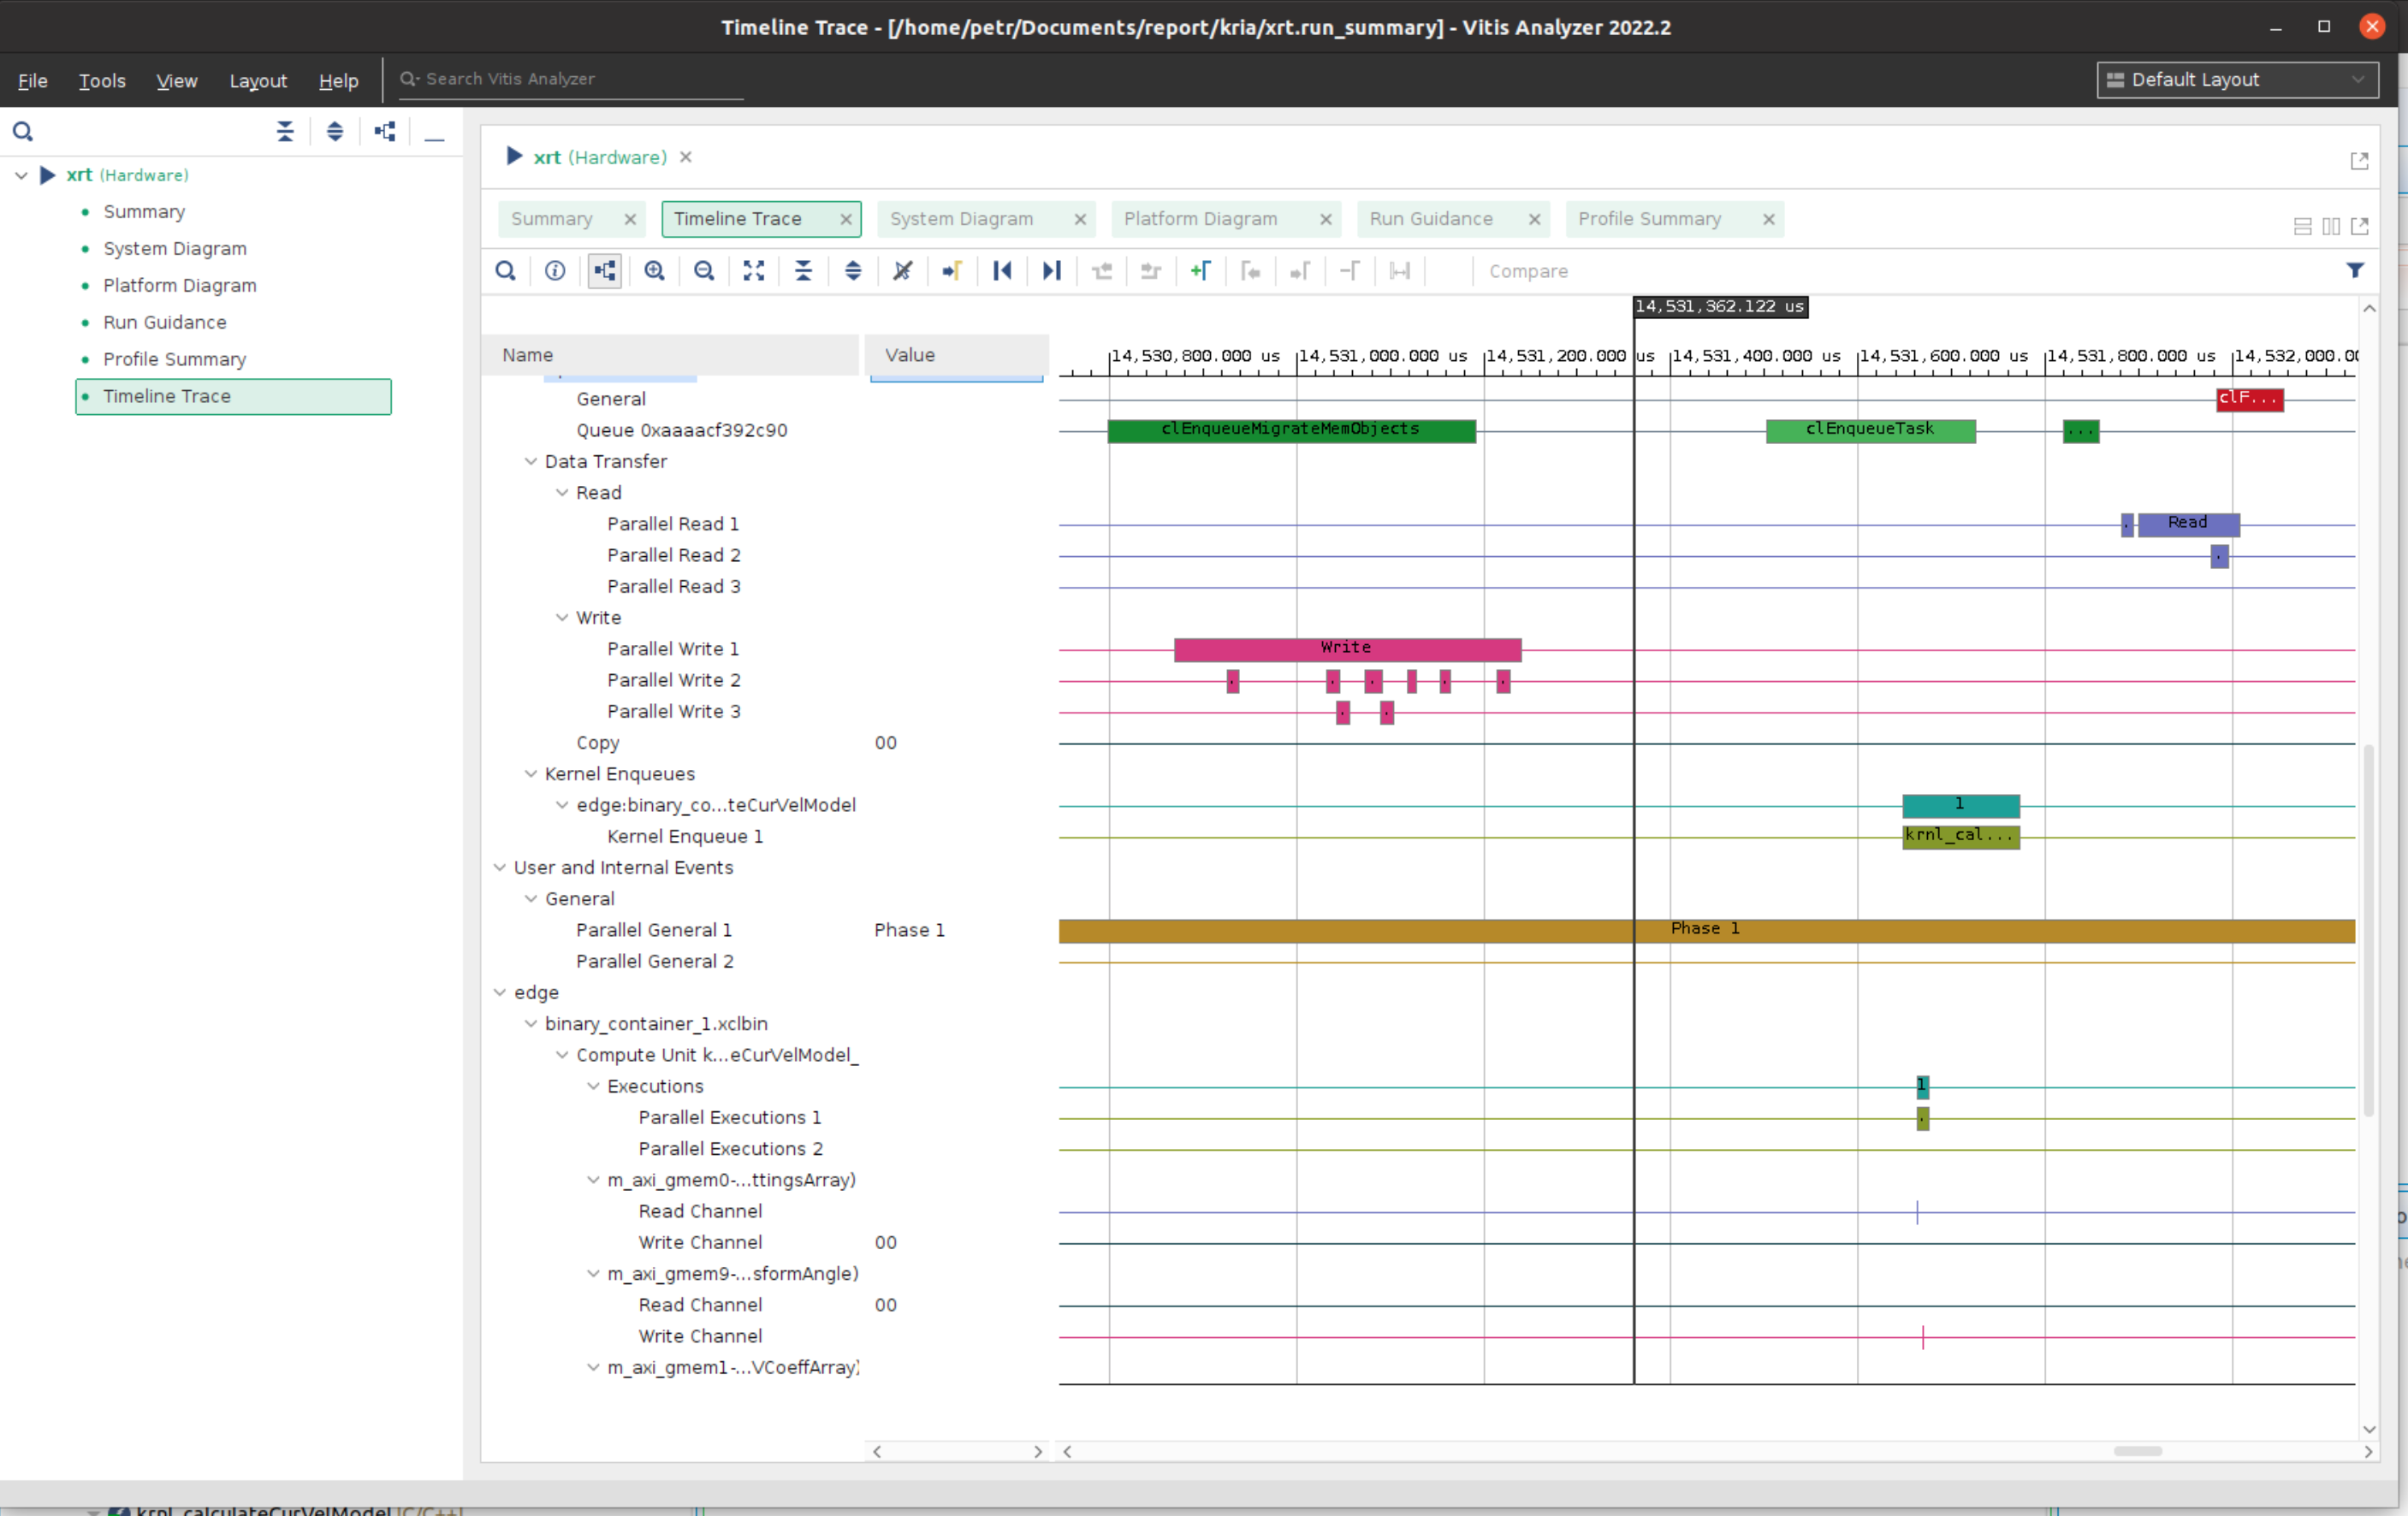 Timeline Trace - [/home/petr/Documents/report/kria/xrt.run_summary] - Vitis Analyzer 2022.2
File Tools View Layout Help Search Vitis Analyzer Default Layout
xrt (Hardware)
Summary
System Diagram
Platform Diagram
Run Guidance
Profile Summary
Timeline Trace
xrt (Hardware)
Summary Timeline Trace System Diagram Platform Diagram Run Guidance Profile Summary
Compare
14,531,362.122 us
Name Value 14,530,800.000 us 14,531,000.000 us 14,531,200.000 us 14,531,400.000 us 14,531,600.000 us 14,531,800.000 us 14,532,000.00
General clF...
Queue 0xaaaacf392c90 clEnqueueMigrateMemObjects clEnqueueTask ...
Data Transfer
Read
Parallel Read 1 . Read
Parallel Read 2 .
Parallel Read 3
Write
Parallel Write 1 Write
Parallel Write 2 . . . . . .
Parallel Write 3 . .
Copy 00
Kernel Enqueues
edge:binary_co...teCurVelModel 1
Kernel Enqueue 1 krnl_cal...
User and Internal Events
General
Parallel General 1 Phase 1 Phase 1
Parallel General 2
edge
binary_container_1.xclbin
Compute Unit k...eCurVelModel_
Executions 1
Parallel Executions 1 .
Parallel Executions 2
m_axi_gmem0-...ttingsArray)
Read Channel
Write Channel 00
m_axi_gmem9-...sformAngle)
Read Channel 00
Write Channel
m_axi_gmem1-...VCoeffArray)
krnl_calculateCurVelModel [C/C++]